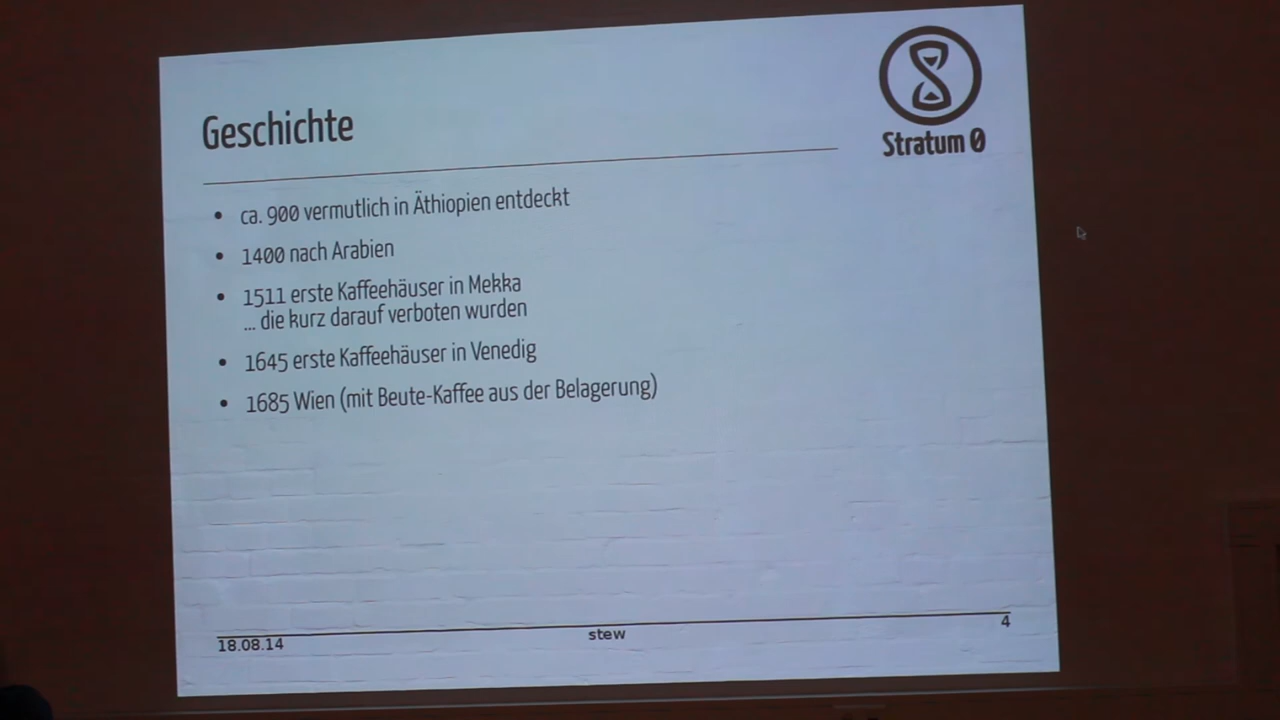 Stratum 0
Geschichte
• ca. 900 vermutlich in Äthiopien entdeckt
• 1400 nach Arabien
• 1511 erste Kaffeehäuser in Mekka
... die kurz darauf verboten wurden
• 1645 erste Kaffeehäuser in Venedig
• 1685 Wien (mit Beute-Kaffee aus der Belagerung)
18.08.14
stew
4